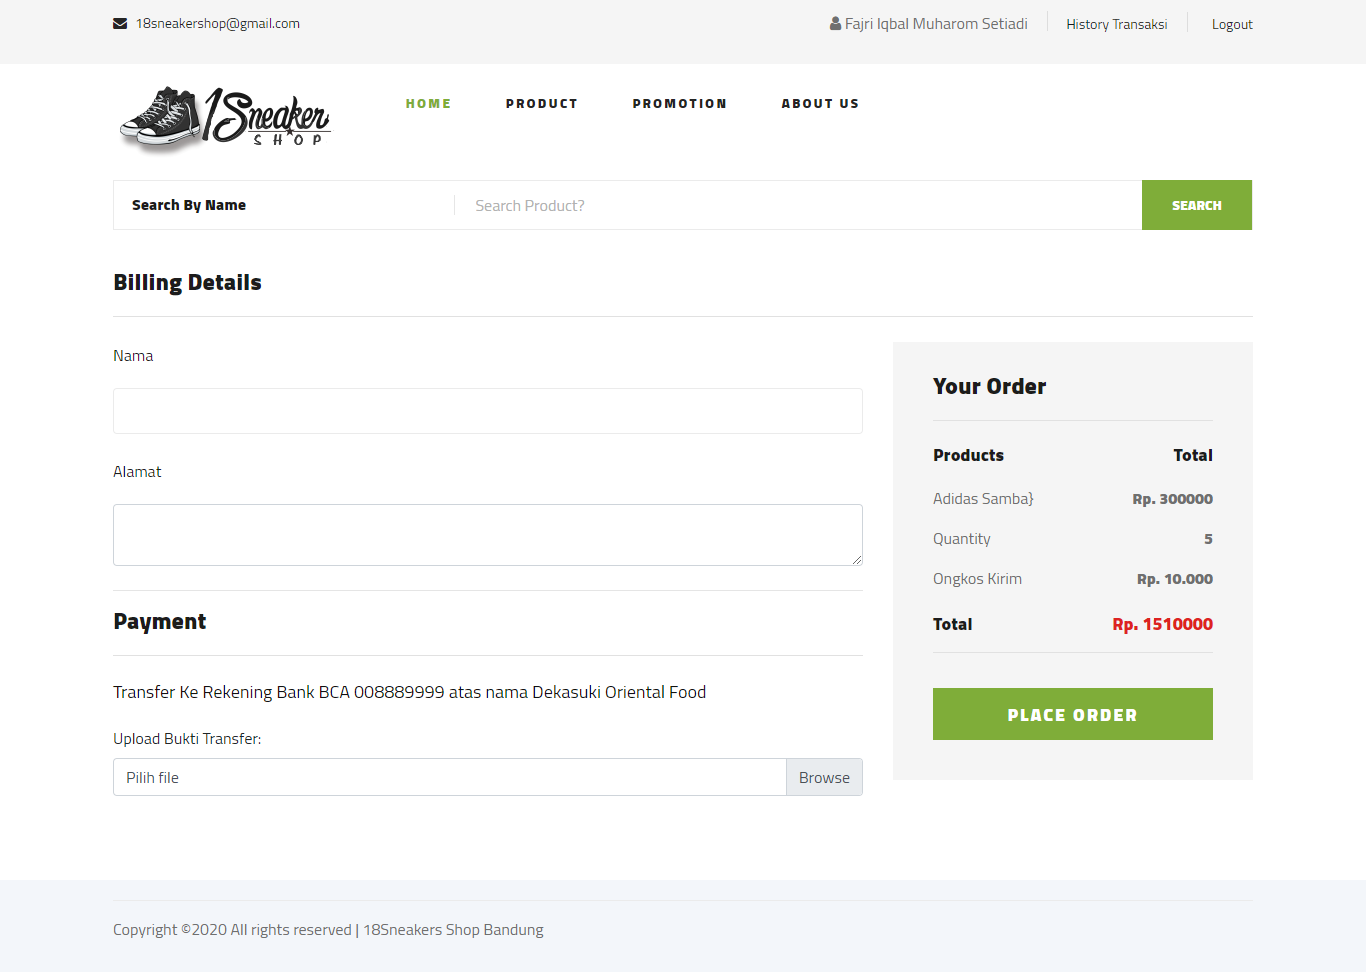 18sneakershop@gmail.com
Fajri Iqbal Muharom Setiadi
History Transaksi
Logout
1Sneaker
SHOP
HOME
PRODUCT
PROMOTION
ABOUT US
Search By Name
Search Product?
SEARCH
Billing Details
Nama
Alamat
Payment
Transfer Ke Rekening Bank BCA 008889999 atas nama Dekasuki Oriental Food
Upload Bukti Transfer:
Pilih file
Browse
Your Order
Products Total
Adidas Samba} Rp. 300000
Quantity 5
Ongkos Kirim Rp. 10.000
Total Rp. 1510000
PLACE ORDER
Copyright ©2020 All rights reserved | 18Sneakers Shop Bandung